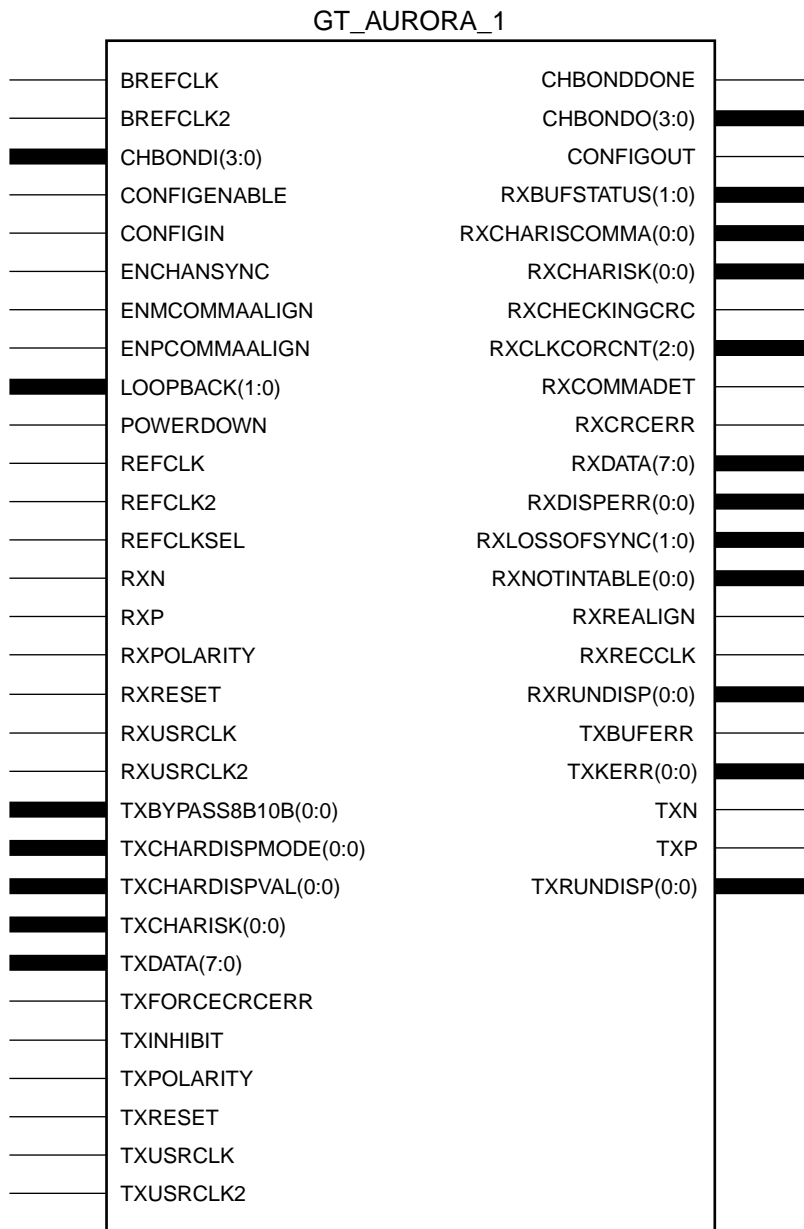 GT_AURORA_1
BREFCLK CHBONDDONE
BREFCLK2 CHBONDO(3:0)
CHBONDI(3:0) CONFIGOUT
CONFIGENABLE RXBUFSTATUS(1:0)
CONFIGIN RXCHARISCOMMA(0:0)
ENCHANSYNC RXCHARISK(0:0)
ENMCOMMAALIGN RXCHECKINGCRC
ENPCOMMAALIGN RXCLKCORCNT(2:0)
LOOPBACK(1:0) RXCOMMADET
POWERDOWN RXCRCERR
REFCLK RXDATA(7:0)
REFCLK2 RXDISPERR(0:0)
REFCLKSEL RXLOSSOFSYNC(1:0)
RXN RXNOTINTABLE(0:0)
RXP RXREALIGN
RXPOLARITY RXRECCLK
RXRESET RXRUNDISP(0:0)
RXUSRCLK TXBUFERR
RXUSRCLK2 TXKERR(0:0)
TXBYPASS8B10B(0:0) TXN
TXCHARDISPMODE(0:0) TXP
TXCHARDISPVAL(0:0) TXRUNDISP(0:0)
TXCHARISK(0:0)
TXDATA(7:0)
TXFORCECRCERR
TXINHIBIT
TXPOLARITY
TXRESET
TXUSRCLK
TXUSRCLK2